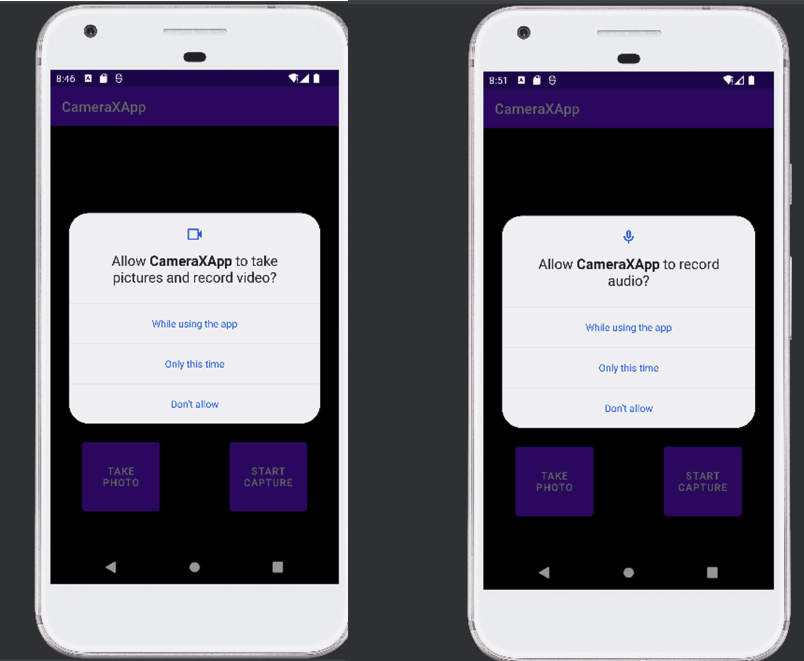 8:46
CameraXApp
Allow CameraXApp to take
pictures and record video?
While using the app
Only this time
Don't allow
TAKE
PHOTO
START
CAPTURE
8:51
CameraXApp
Allow CameraXApp to record
audio?
While using the app
Only this time
Don't allow
TAKE
PHOTO
START
CAPTURE